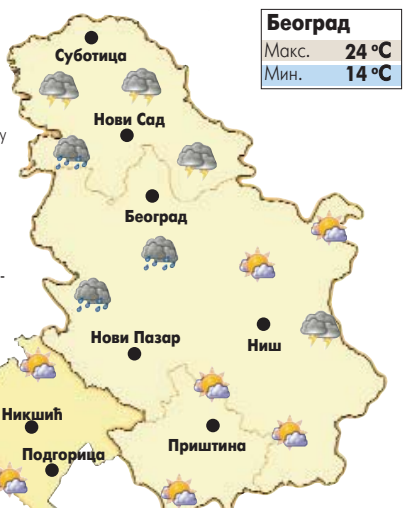 Београд
Макс. 24 °C
Мин. 14 °C
Суботица
Нови Сад
у
Београд
-
Нови Пазар
Ниш
Никшић
Приштина
Подгорица